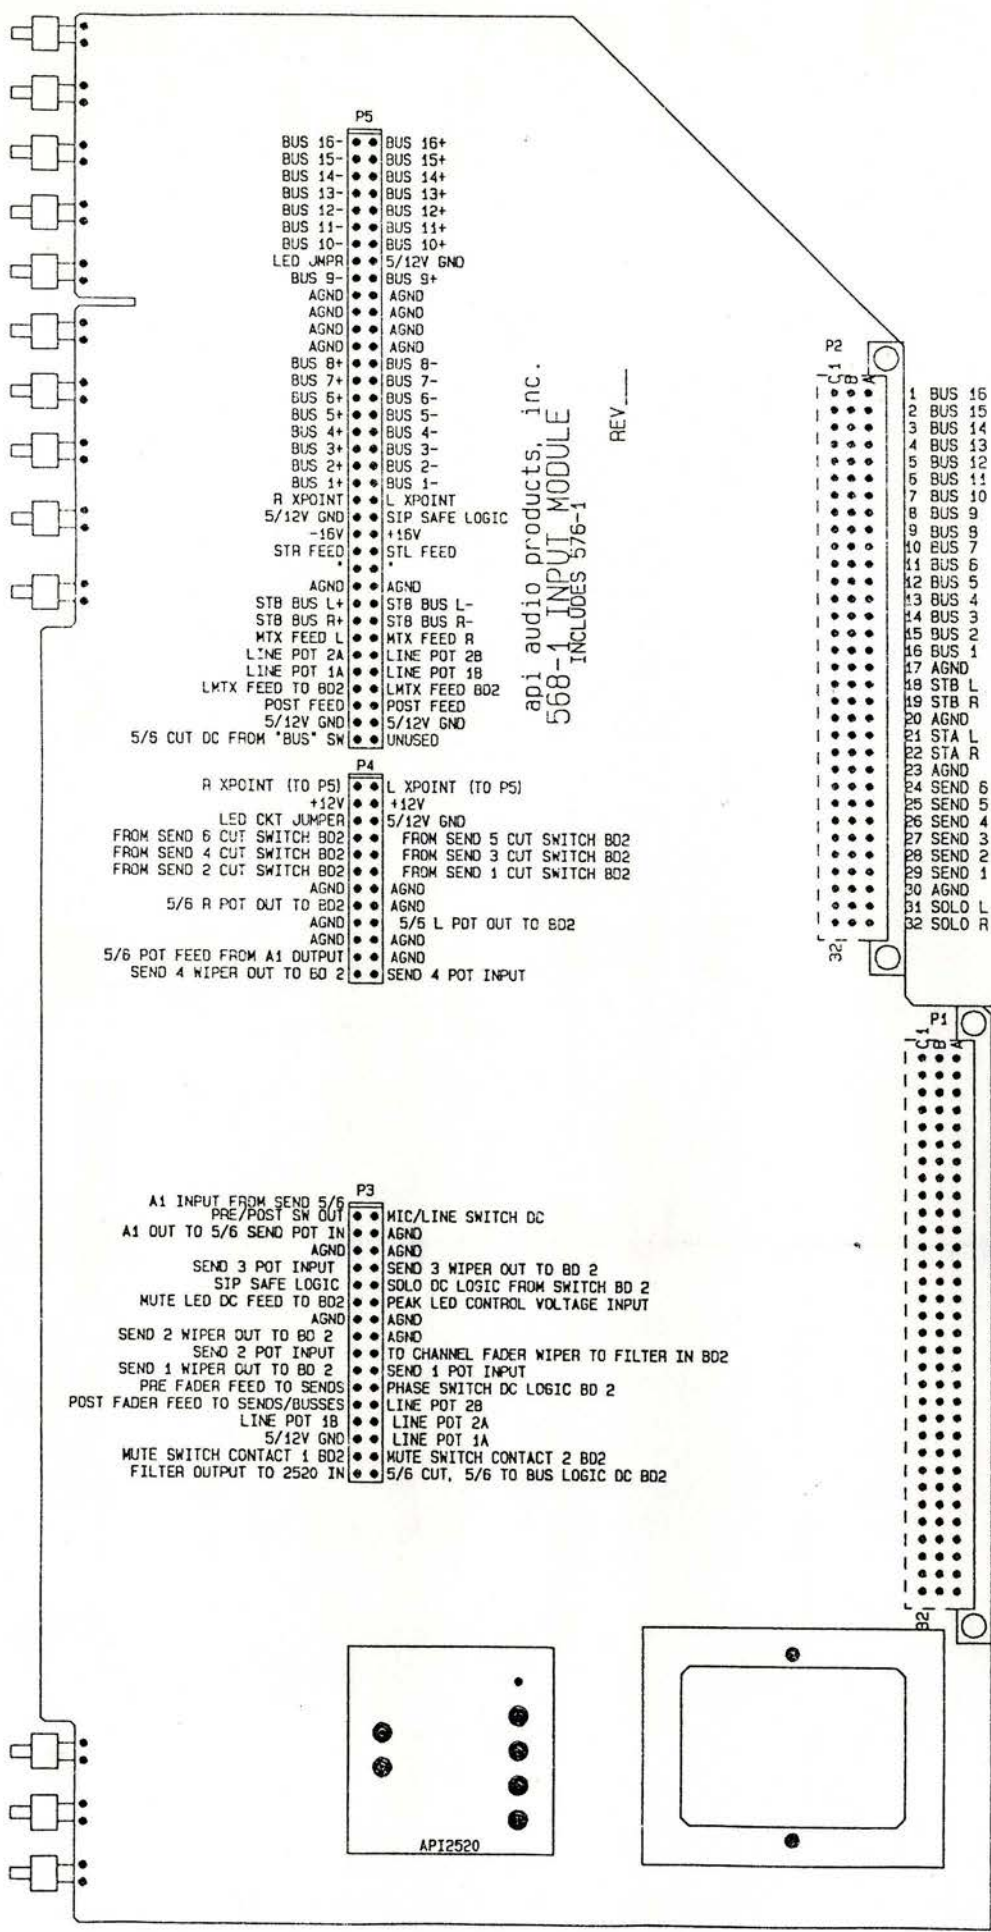 P5
BUS 16- BUS 16+
BUS 15- BUS 15+
BUS 14- BUS 14+
BUS 13- BUS 13+
BUS 12- BUS 12+
BUS 11- BUS 11+
BUS 10- BUS 10+
LED JMPR 5/12V GND
BUS 9- BUS 9+
AGND AGND
AGND AGND
AGND AGND
AGND AGND
BUS 8+ BUS 8-
BUS 7+ BUS 7-
BUS 6+ BUS 6-
BUS 5+ BUS 5-
BUS 4+ BUS 4-
BUS 3+ BUS 3-
BUS 2+ BUS 2-
BUS 1+ BUS 1-
R XPOINT L XPOINT
5/12V GND SIP SAFE LOGIC
-16V +16V
STR FEED STL FEED
" "
AGND AGND
STB BUS L+ STB BUS L-
STB BUS R+ STB BUS R-
MTX FEED L MTX FEED R
LINE POT 2A LINE POT 2B
LINE POT 1A LINE POT 1B
LMTX FEED TO BD2 LMTX FEED BD2
POST FEED POST FEED
5/12V GND 5/12V GND
5/6 CUT DC FROM "BUS" SW UNUSED
P4
R XPOINT (TO P5) L XPOINT (TO P5)
+12V +12V
LED CKT JUMPER 5/12V GND
FROM SEND 6 CUT SWITCH BD2 FROM SEND 5 CUT SWITCH BD2
FROM SEND 4 CUT SWITCH BD2 FROM SEND 3 CUT SWITCH BD2
FROM SEND 2 CUT SWITCH BD2 FROM SEND 1 CUT SWITCH BD2
AGND AGND
5/6 R POT OUT TO BD2 AGND
AGND 5/6 L POT OUT TO BD2
AGND AGND
5/6 POT FEED FROM A1 OUTPUT AGND
SEND 4 WIPER OUT TO BD 2 SEND 4 POT INPUT
P3
A1 INPUT FROM SEND 5/6
PRE/POST SW OUT MIC/LINE SWITCH DC
A1 OUT TO 5/6 SEND POT IN AGND
AGND AGND
SEND 3 POT INPUT SEND 3 WIPER OUT TO BD 2
SIP SAFE LOGIC SOLO DC LOGIC FROM SWITCH BD 2
MUTE LED DC FEED TO BD2 PEAK LED CONTROL VOLTAGE INPUT
AGND AGND
SEND 2 WIPER OUT TO BD 2 AGND
SEND 2 POT INPUT TO CHANNEL FADER WIPER TO FILTER IN BD2
SEND 1 WIPER OUT TO BD 2 SEND 1 POT INPUT
PRE FADER FEED TO SENDS PHASE SWITCH DC LOGIC BD 2
POST FADER FEED TO SENDS/BUSSES LINE POT 2B
LINE POT 1B LINE POT 2A
5/12V GND LINE POT 1A
MUTE SWITCH CONTACT 1 BD2 MUTE SWITCH CONTACT 2 BD2
FILTER OUTPUT TO 2520 IN 5/6 CUT, 5/6 TO BUS LOGIC DC BD2
api audio products, inc.
568-1 INPUT MODULE
INCLUDES 576-1
REV___
P2
1
C B A
1 BUS 16
2 BUS 15
3 BUS 14
4 BUS 13
5 BUS 12
6 BUS 11
7 BUS 10
8 BUS 9
9 BUS 8
10 BUS 7
11 BUS 6
12 BUS 5
13 BUS 4
14 BUS 3
15 BUS 2
16 BUS 1
17 AGND
18 STB L
19 STB R
20 AGND
21 STA L
22 STA R
23 AGND
24 SEND 6
25 SEND 5
26 SEND 4
27 SEND 3
28 SEND 2
29 SEND 1
30 AGND
31 SOLO L
32 SOLO R
32
P1
1
C B A
32
API2520